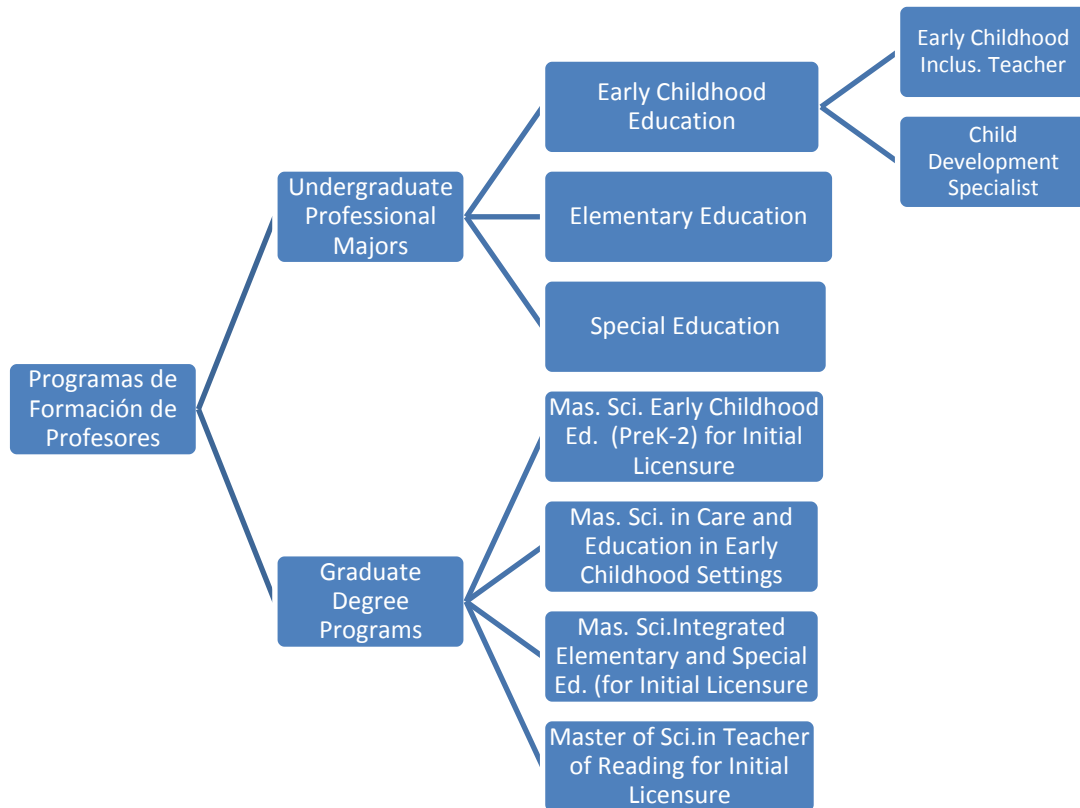 Programas de
Formación de
Profesores
Undergraduate
Professional
Majors
Early Childhood
Education
Early Childhood
Inclus. Teacher
Child
Development
Specialist
Elementary Education
Special Education
Graduate
Degree
Programs
Mas. Sci. Early Childhood
Ed. (PreK-2) for Initial
Licensure
Mas. Sci. in Care and
Education in Early
Childhood Settings
Mas. Sci.Integrated
Elementary and Special
Ed. (for Initial Licensure
Master of Sci.in Teacher
of Reading for Initial
Licensure